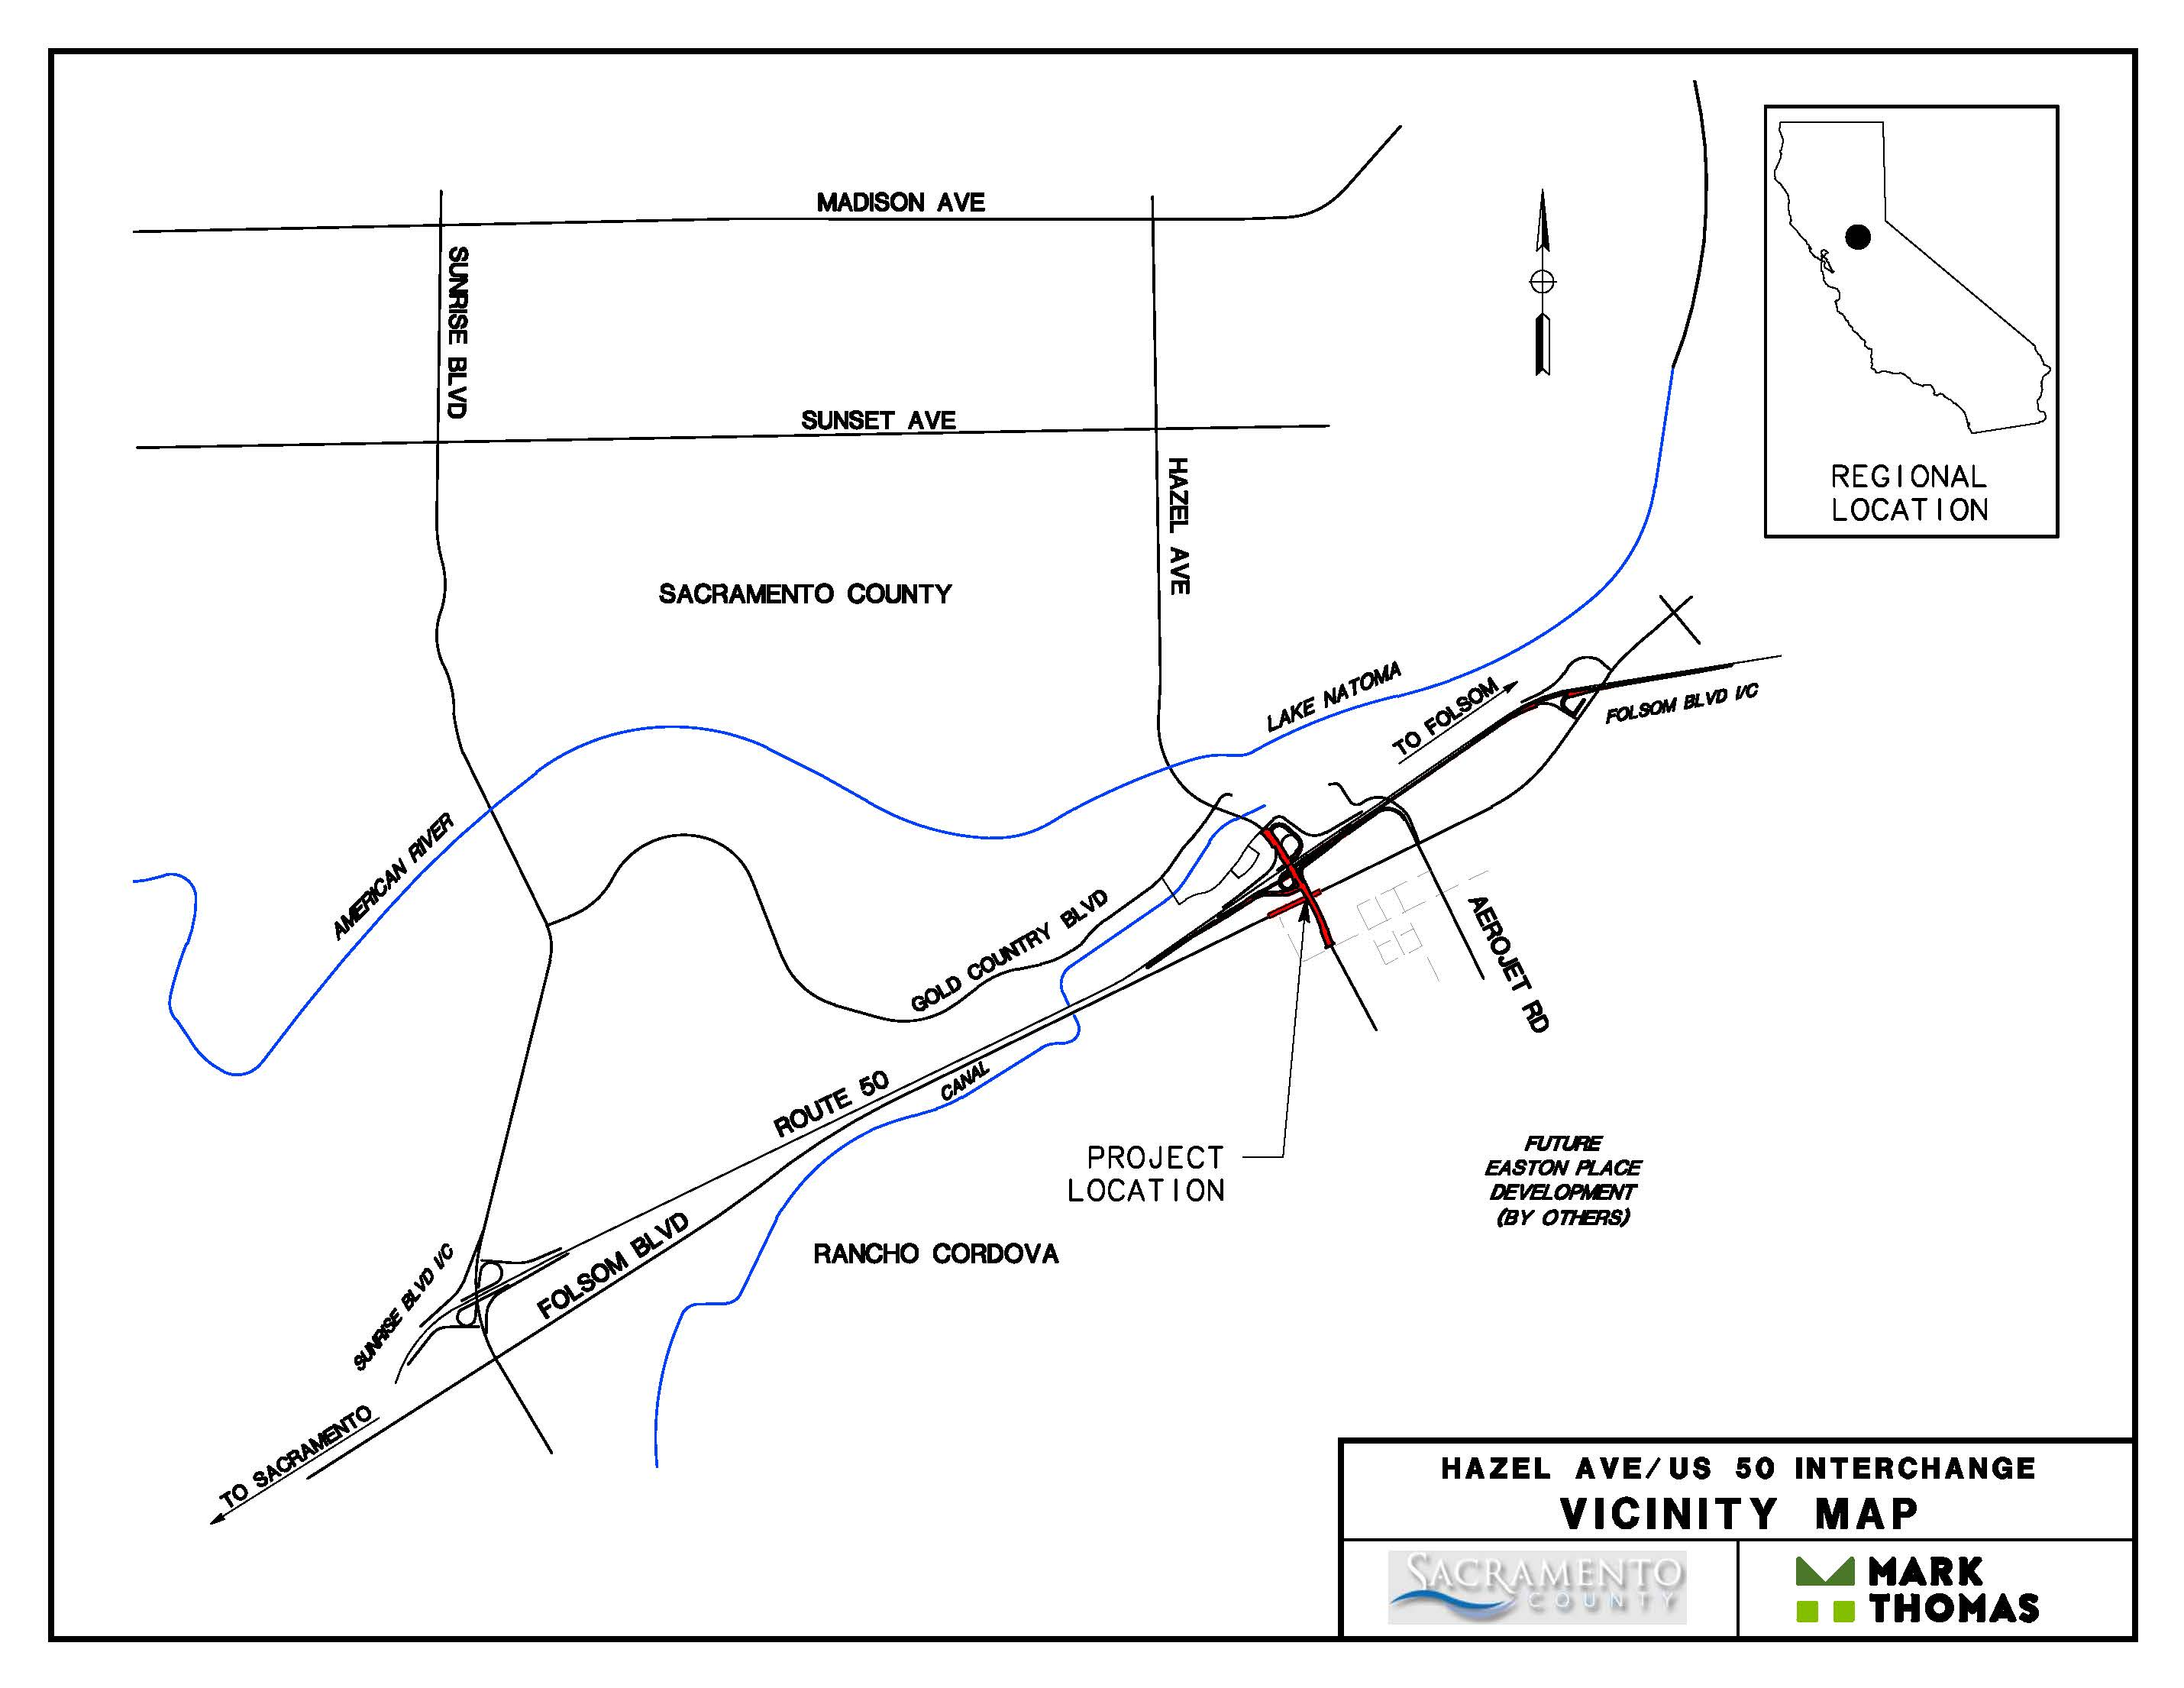 MADISON AVE
SUNRISE BLVD
SUNSET AVE
HAZEL AVE
REGIONAL
LOCATION
SACRAMENTO COUNTY
LAKE NATOMA
TO FOLSOM
FOLSOM BLVD I/C
AMERICAN RIVER
GOLD COUNTRY BLVD
AEROJET RD
ROUTE 50
CANAL
PROJECT
LOCATION
FUTURE
EASTON PLACE
DEVELOPMENT
(BY OTHERS)
RANCHO CORDOVA
FOLSOM BLVD
SUNRISE BLVD I/C
TO SACRAMENTO
HAZEL AVE/US 50 INTERCHANGE
VICINITY MAP
SACRAMENTO
COUNTY
MARK
THOMAS